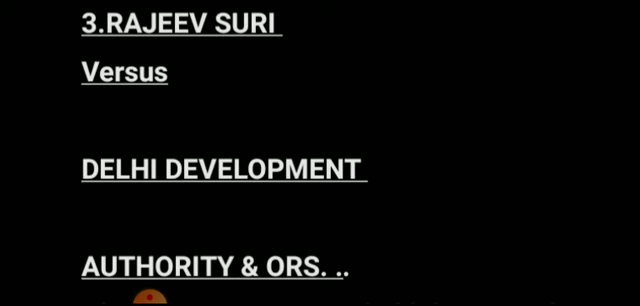 3.RAJEEV SURI
Versus
DELHI DEVELOPMENT
AUTHORITY & ORS. ..